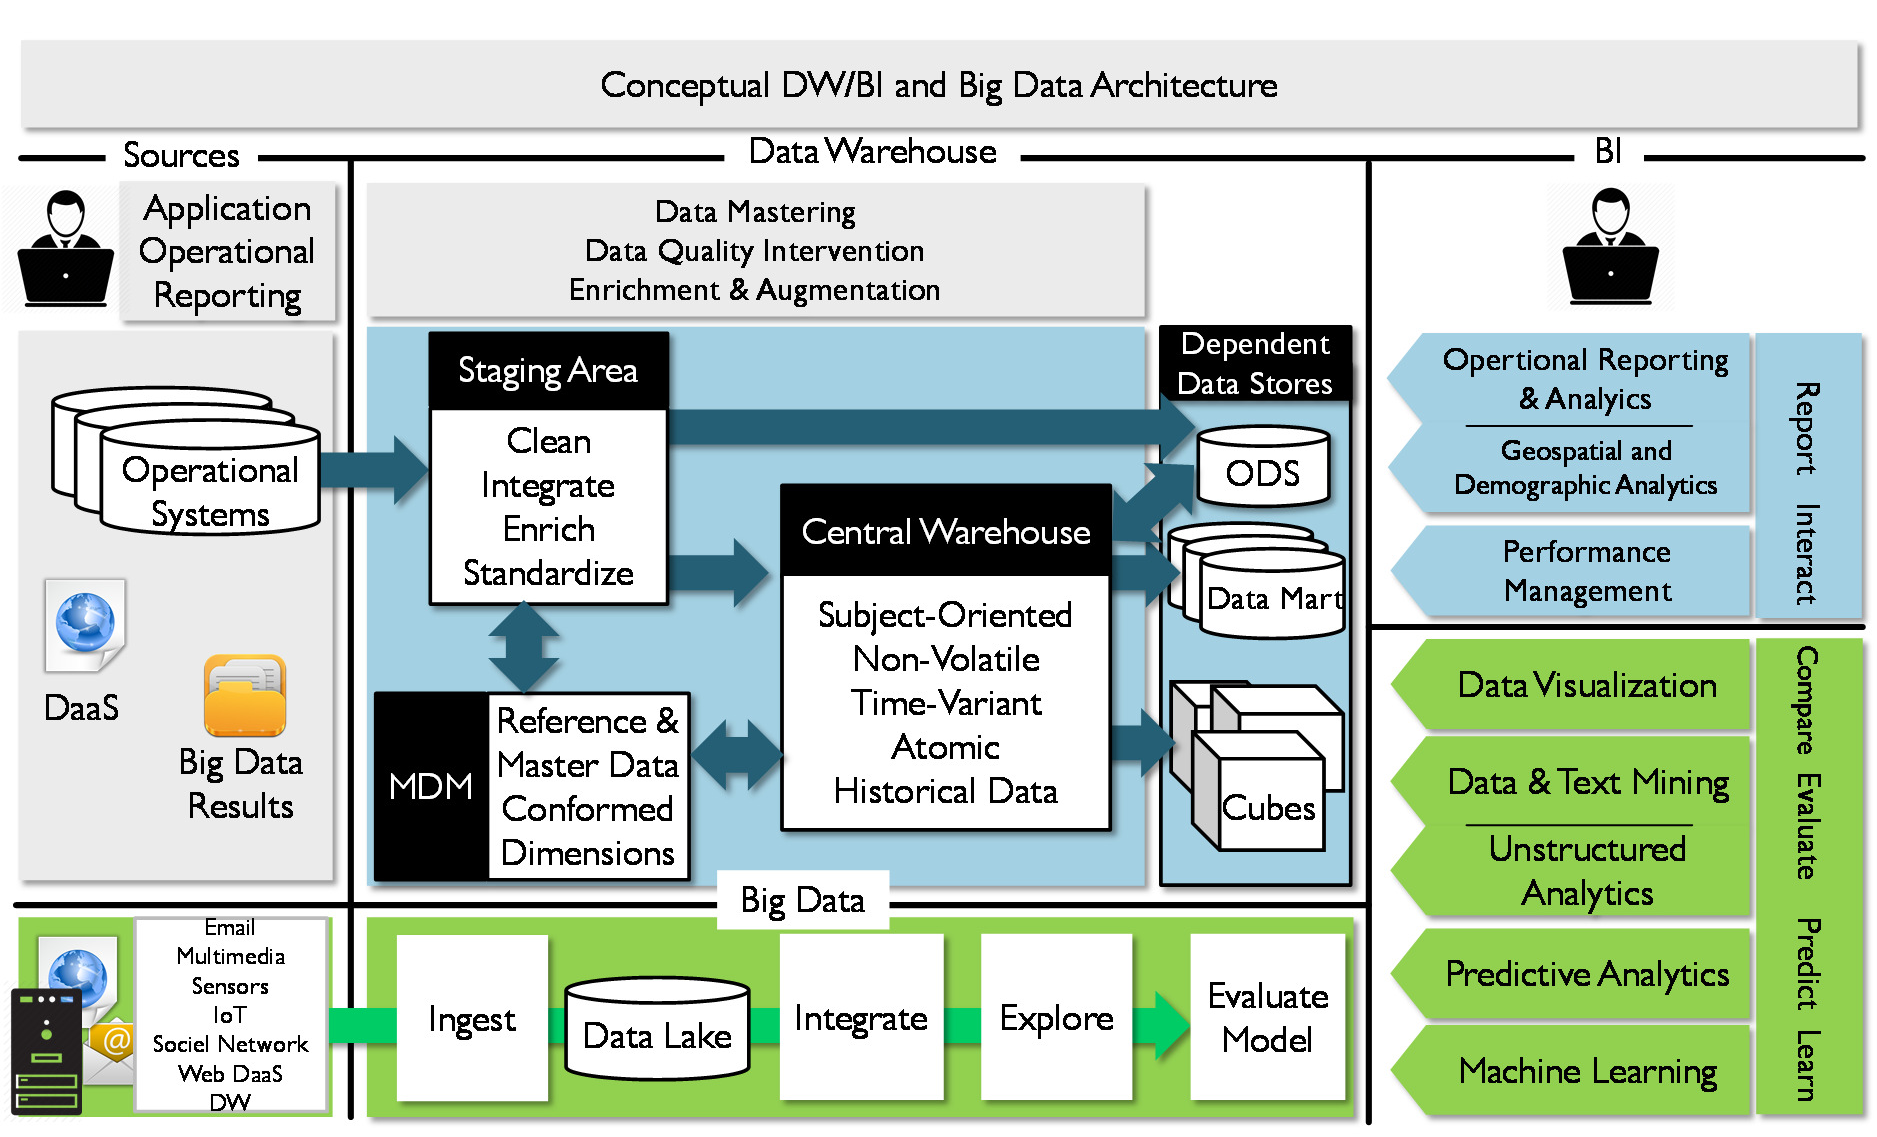 Conceptual DW/BI and Big Data Architecture
Sources
Data Warehouse
BI
Application
Operational
Reporting
Data Mastering
Data Quality Intervention
Enrichment & Augmentation
Operational
Systems
DaaS
Big Data
Results
Staging Area
Clean
Integrate
Enrich
Standardize
MDM
Reference &
Master Data
Conformed
Dimensions
Central Warehouse
Subject-Oriented
Non-Volatile
Time-Variant
Atomic
Historical Data
Dependent
Data Stores
ODS
Data Mart
Cubes
Opertional Reporting
& Analyics
Geospatial and
Demographic Analytics
Performance
Management
Report Interact
Data Visualization
Data & Text Mining
Unstructured
Analytics
Predictive Analytics
Machine Learning
Compare Evaluate Predict Learn
Big Data
@
Email
Multimedia
Sensors
IoT
Sociel Network
Web DaaS
DW
Ingest
Data Lake
Integrate
Explore
Evaluate
Model